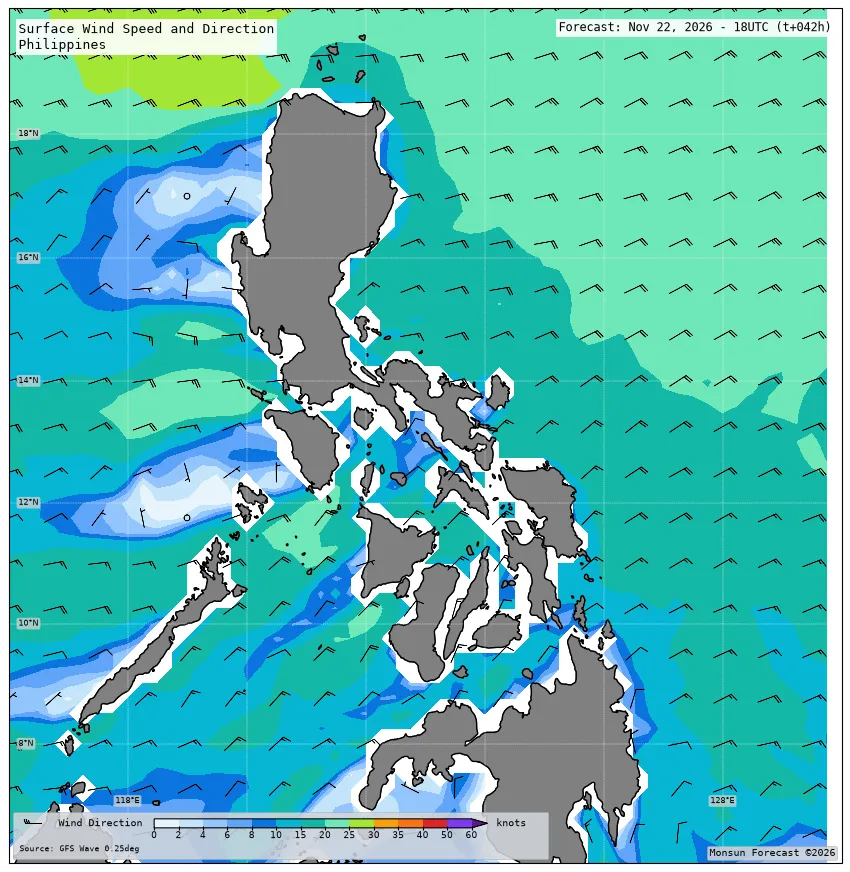 Surface Wind Speed and Direction
Philippines
Forecast: Nov 22, 2026 - 18UTC (t+042h)
18°N
16°N
14°N
12°N
10°N
8°N
118°E
128°E
Wind Direction
knots
0 2 4 6 8 10 15 20 25 30 35 40 50 60
Source: GFS Wave 0.25deg
Monsun Forecast ©2026